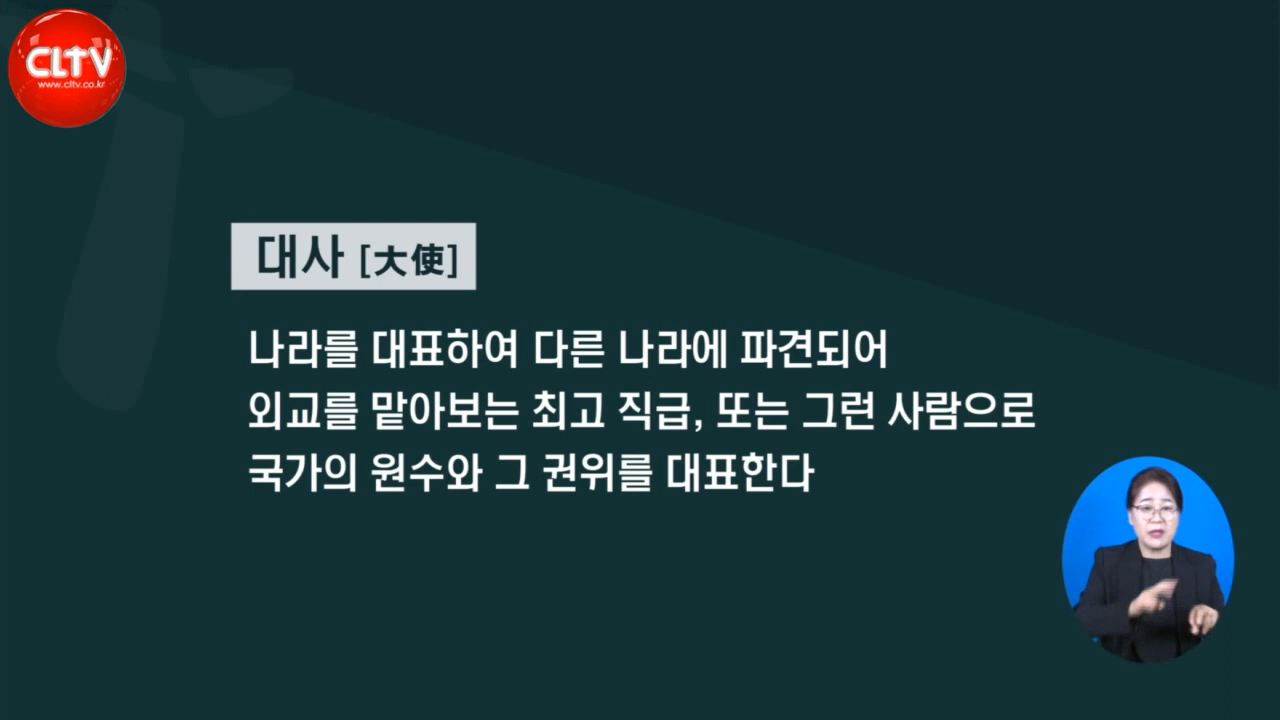 CLTV
www.cltv.co.kr
대사 [大使]
나라를 대표하여 다른 나라에 파견되어
외교를 맡아보는 최고 직급, 또는 그런 사람으로
국가의 원수와 그 권위를 대표한다